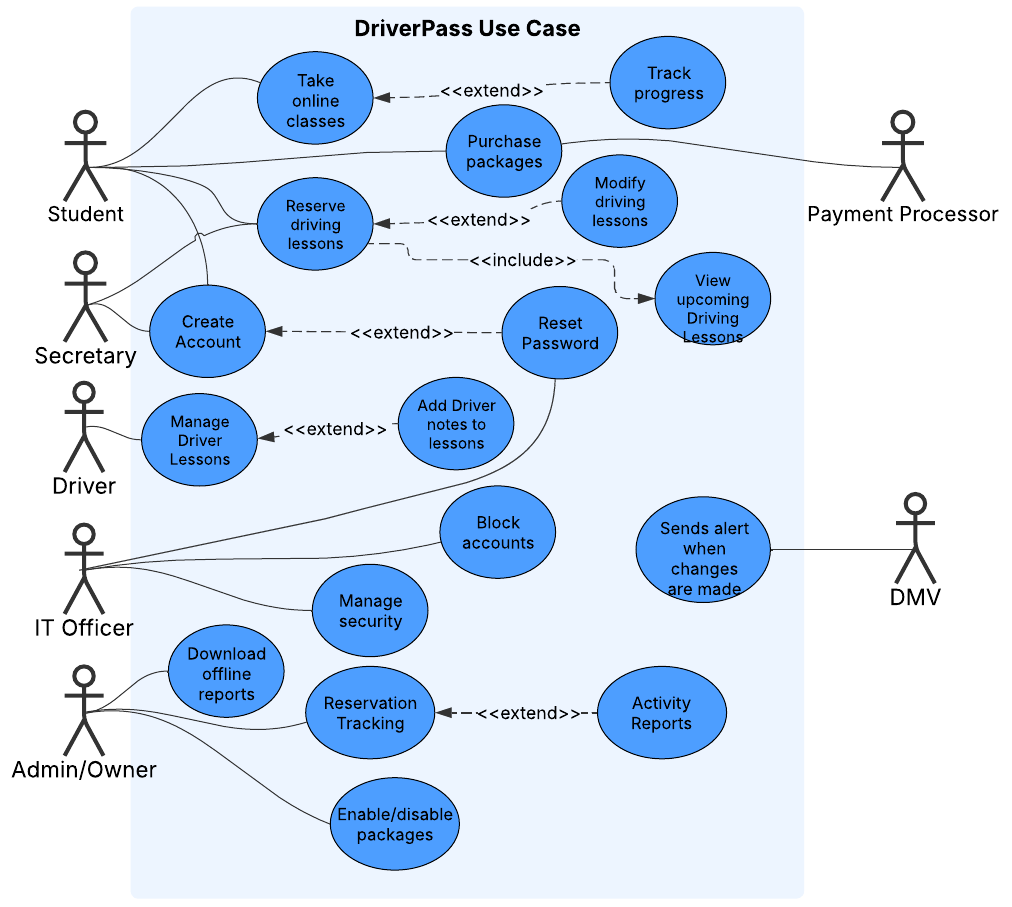 DriverPass Use Case
Take
online
classes
<<extend>>
Track
progress
Purchase
packages
Student
Payment Processor
Reserve
driving
lessons
<<extend>>
Modify
driving
lessons
<<include>>
View
upcoming
Driving
Lessons
Secretary
Create
Account
<<extend>>
Reset
Password
Driver
Manage
Driver
Lessons
<<extend>>
Add Driver
notes to
lessons
IT Officer
Block
accounts
Manage
security
Sends alert
when
changes
are made
DMV
Download
offline
reports
Admin/Owner
Reservation
Tracking
<<extend>>
Activity
Reports
Enable/disable
packages